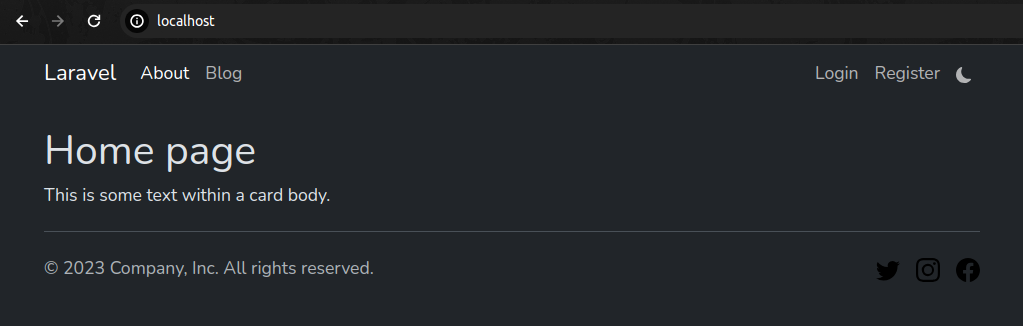 localhost
Laravel About Blog Login Register
Home page
This is some text within a card body.
© 2023 Company, Inc. All rights reserved.